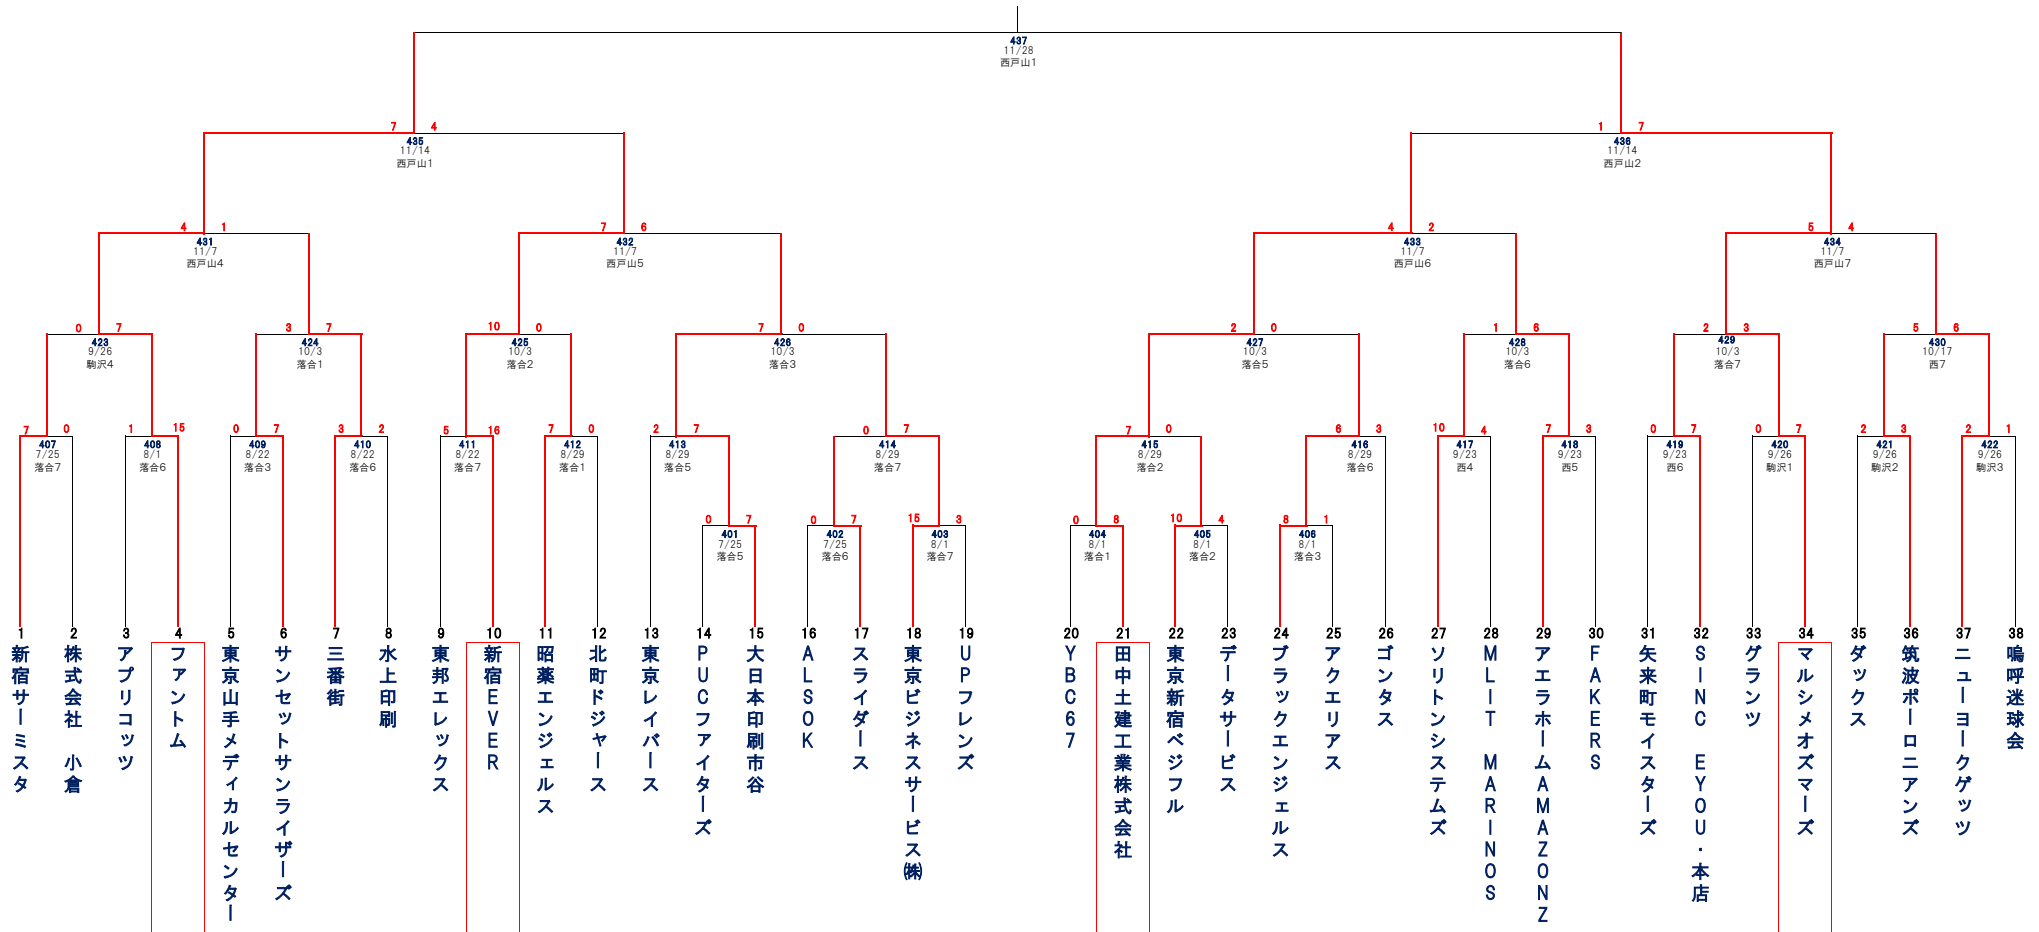 437
11/28
西戸山1
7 4
435
11/14
西戸山1
1 7
436
11/14
西戸山2
4 1
431
11/7
西戸山4
7 6
432
11/7
西戸山5
4 2
433
11/7
西戸山6
5 4
434
11/7
西戸山7
0 7
423
9/26
駒沢4
3 7
424
10/3
落合1
10 0
425
10/3
落合2
7 0
426
10/3
落合3
2 0
427
10/3
落合5
1 6
428
10/3
落合6
2 3
429
10/3
落合7
5 6
430
10/17
西7
7 0
407
7/25
落合7
1 15
408
8/1
落合6
0 7
409
8/22
落合3
3 2
410
8/22
落合6
5 16
411
8/22
落合7
7 0
412
8/29
落合1
2 7
413
8/29
落合5
0 7
414
8/29
落合7
7 0
415
8/29
落合2
6 3
416
8/29
落合6
10 4
417
9/23
西4
7 3
418
9/23
西5
0 7
419
9/23
西6
0 7
420
9/26
駒沢1
2 3
421
9/26
駒沢2
2 1
422
9/26
駒沢3
0 7
401
7/25
落合5
0 7
402
7/25
落合6
15 3
403
8/1
落合7
0 8
404
8/1
落合1
10 4
405
8/1
落合2
8 1
406
8/1
落合3
1
新宿サーミスタ
2
株式会社　小倉
3
アプリコッツ
4
ファントム
5
東京山手メディカルセンター
6
サンセットサンライザーズ
7
三番街
8
水上印刷
9
東邦エレックス
10
新宿EVER
11
昭薬エンジェルス
12
北町ドジャース
13
東京レイバース
14
PUCファイターズ
15
大日本印刷市谷
16
ALSOK
17
スライダース
18
東京ビジネスサービス㈱
19
UPフレンズ
20
YBC67
21
田中土建工業株式会社
22
東京新宿ベジフル
23
データサービス
24
ブラックエンジェルス
25
アクエリアス
26
ゴンタス
27
ソリトンシステムズ
28
MLIT　MARINOS
29
アエラホームAMAZONZ
30
FAKERS
31
矢来町モイスターズ
32
SINC　EYOU・本店
33
グランツ
34
マルシメオズマーズ
35
ダックス
36
筑波ポーロニアンズ
37
ニューヨークゲッツ
38
嗚呼迷球会